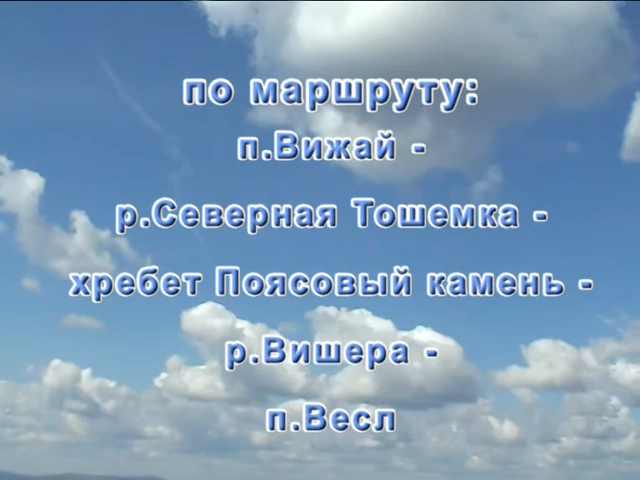 по маршруту:
п.Вижай -
р.Северная Тошемка -
хребет Поясовый камень -
р.Вишера -
п.Весл